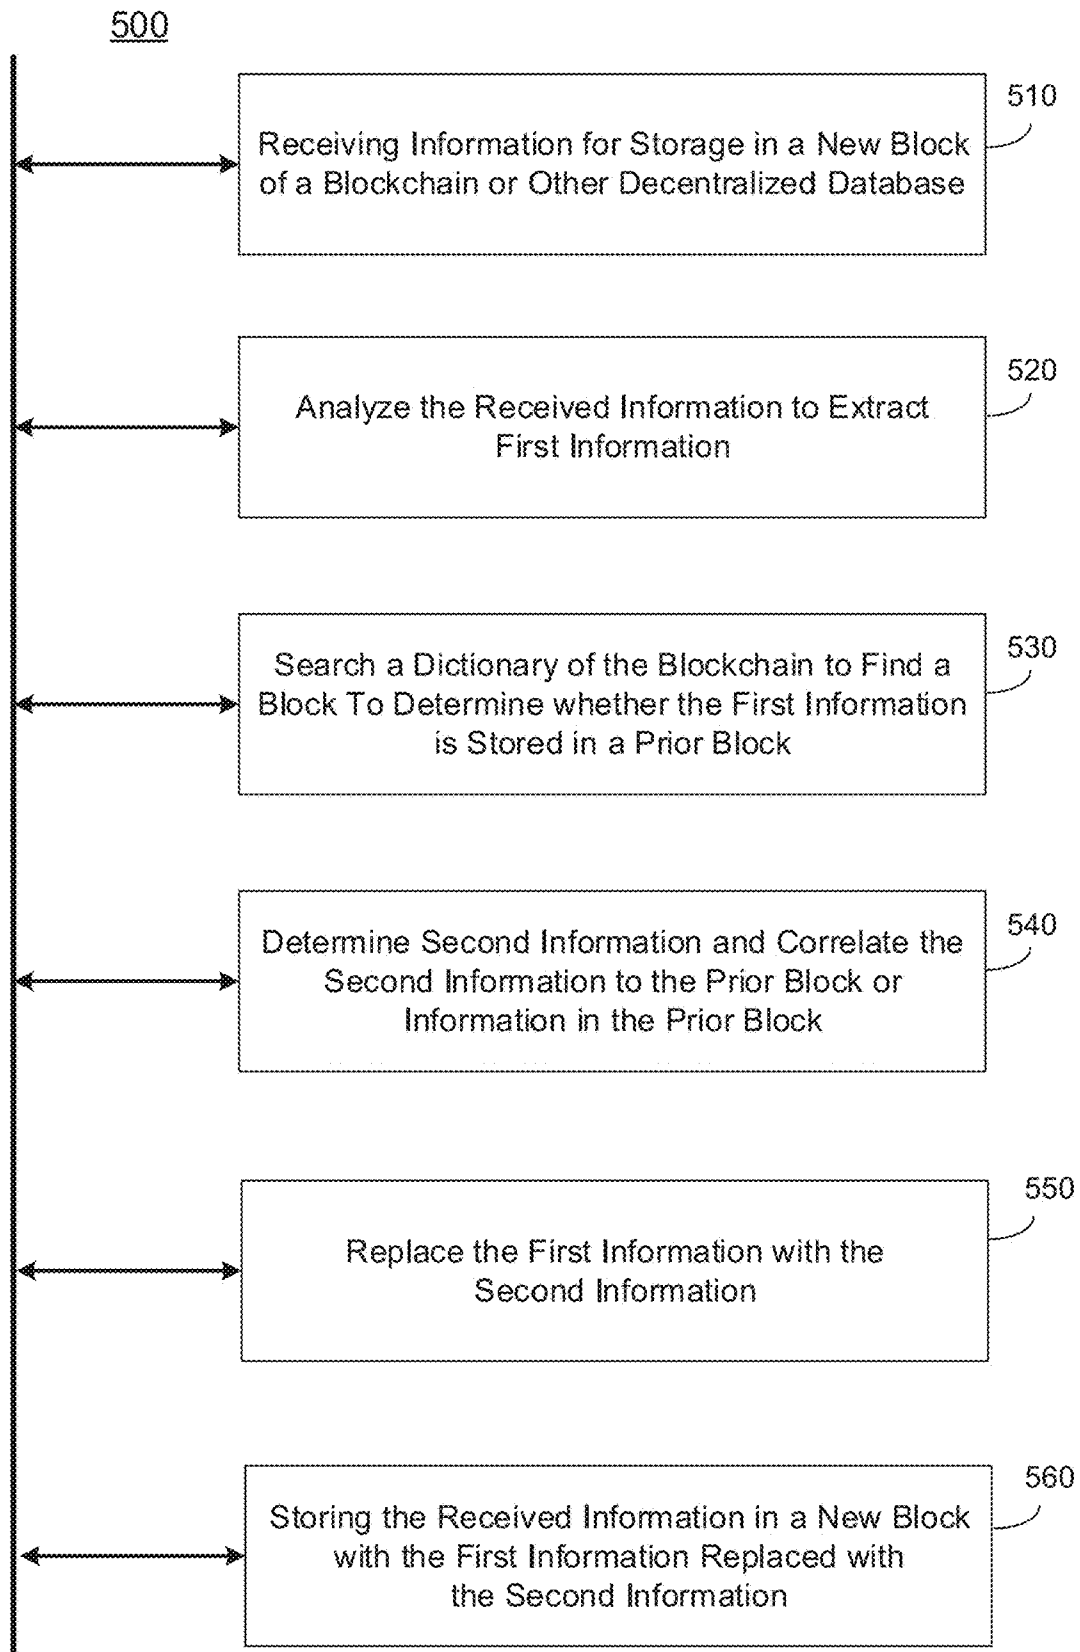 500
510
Receiving Information for Storage in a New Block
of a Blockchain or Other Decentralized Database
520
Analyze the Received Information to Extract
First Information
530
Search a Dictionary of the Blockchain to Find a
Block To Determine whether the First Information
is Stored in a Prior Block
540
Determine Second Information and Correlate the
Second Information to the Prior Block or
Information in the Prior Block
550
Replace the First Information with the
Second Information
560
Storing the Received Information in a New Block
with the First Information Replaced with
the Second Information